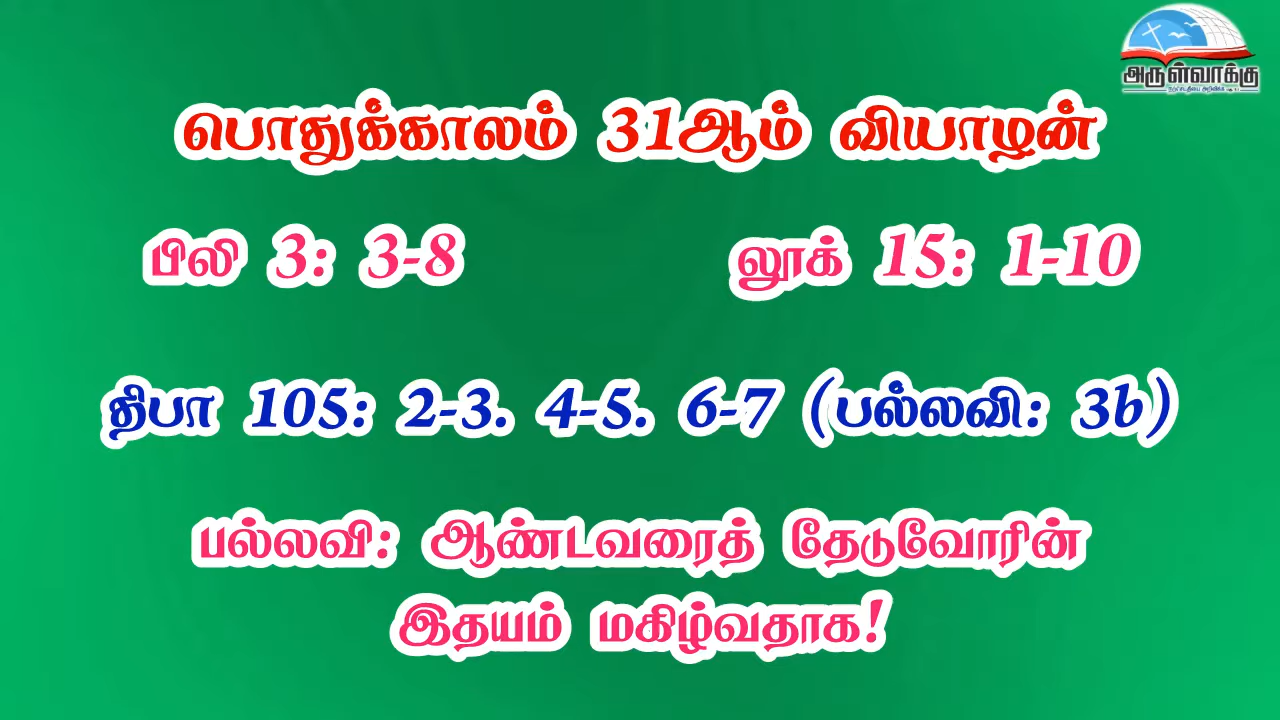 அருள்வாக்கு
பொதுக்காலம் 31ஆம் வியாழன்
பிலி 3: 3-8 லூக் 15: 1-10
திபா 105: 2-3. 4-5. 6-7 (பல்லவி: 3b)
பல்லவி: ஆண்டவரைத் தேடுவோரின்
இதயம் மகிழ்வதாக!